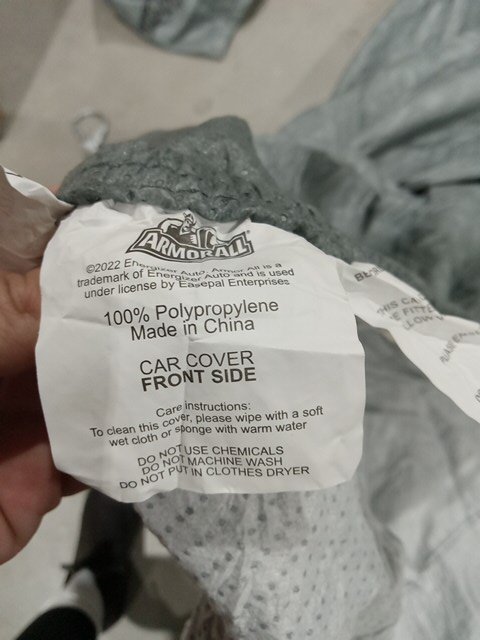 ARMOR ALL
©2022 Energizer Auto. Armor All is a
trademark of Energizer Auto and is used
under license by Easepal Enterprises
100% Polypropylene
Made in China
CAR COVER
FRONT SIDE
Care instructions:
To clean this cover, please wipe with a soft
wet cloth or sponge with warm water
DO NOT USE CHEMICALS
DO NOT MACHINE WASH
DO NOT PUT IN CLOTHES DRYER
THIS